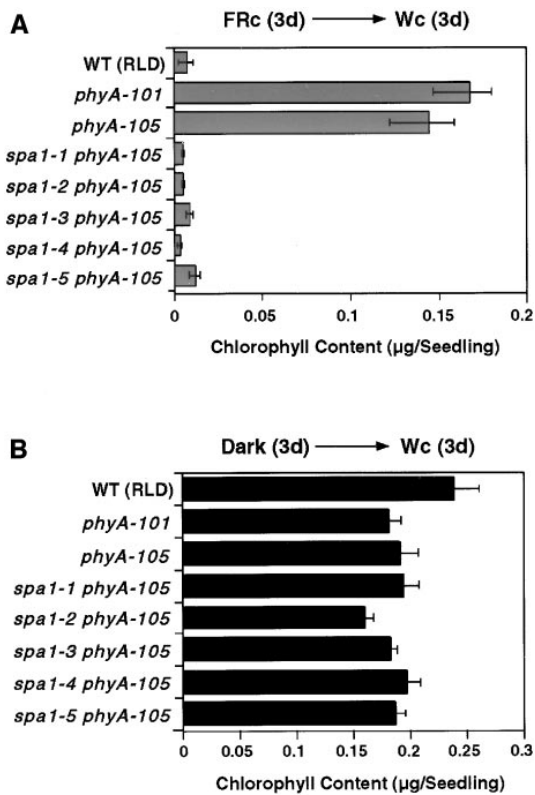 A
FRc (3d) → Wc (3d)
WT (RLD)
phyA-101
phyA-105
spa1-1 phyA-105
spa1-2 phyA-105
spa1-3 phyA-105
spa1-4 phyA-105
spa1-5 phyA-105
0 0.05 0.1 0.15 0.2
Chlorophyll Content (µg/Seedling)
B
Dark (3d) → Wc (3d)
WT (RLD)
phyA-101
phyA-105
spa1-1 phyA-105
spa1-2 phyA-105
spa1-3 phyA-105
spa1-4 phyA-105
spa1-5 phyA-105
0 0.05 0.1 0.15 0.2 0.25 0.3
Chlorophyll Content (µg/Seedling)